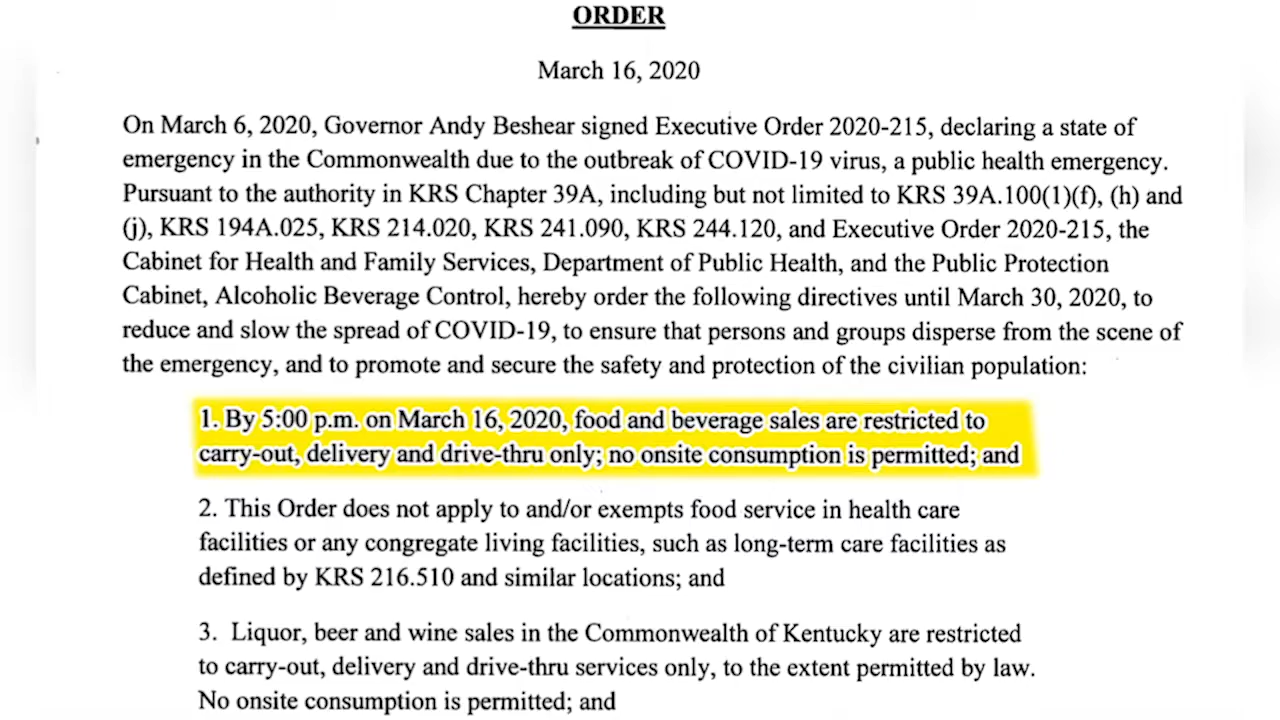 ORDER
March 16, 2020
On March 6, 2020, Governor Andy Beshear signed Executive Order 2020-215, declaring a state of
emergency in the Commonwealth due to the outbreak of COVID-19 virus, a public health emergency.
Pursuant to the authority in KRS Chapter 39A, including but not limited to KRS 39A.100(1)(f), (h) and
(j), KRS 194A.025, KRS 214.020, KRS 241.090, KRS 244.120, and Executive Order 2020-215, the
Cabinet for Health and Family Services, Department of Public Health, and the Public Protection
Cabinet, Alcoholic Beverage Control, hereby order the following directives until March 30, 2020, to
reduce and slow the spread of COVID-19, to ensure that persons and groups disperse from the scene of
the emergency, and to promote and secure the safety and protection of the civilian population:
1. By 5:00 p.m. on March 16, 2020, food and beverage sales are restricted to
carry-out, delivery and drive-thru only; no onsite consumption is permitted; and
2. This Order does not apply to and/or exempts food service in health care
facilities or any congregate living facilities, such as long-term care facilities as
defined by KRS 216.510 and similar locations; and
3. Liquor, beer and wine sales in the Commonwealth of Kentucky are restricted
to carry-out, delivery and drive-thru services only, to the extent permitted by law.
No onsite consumption is permitted; and